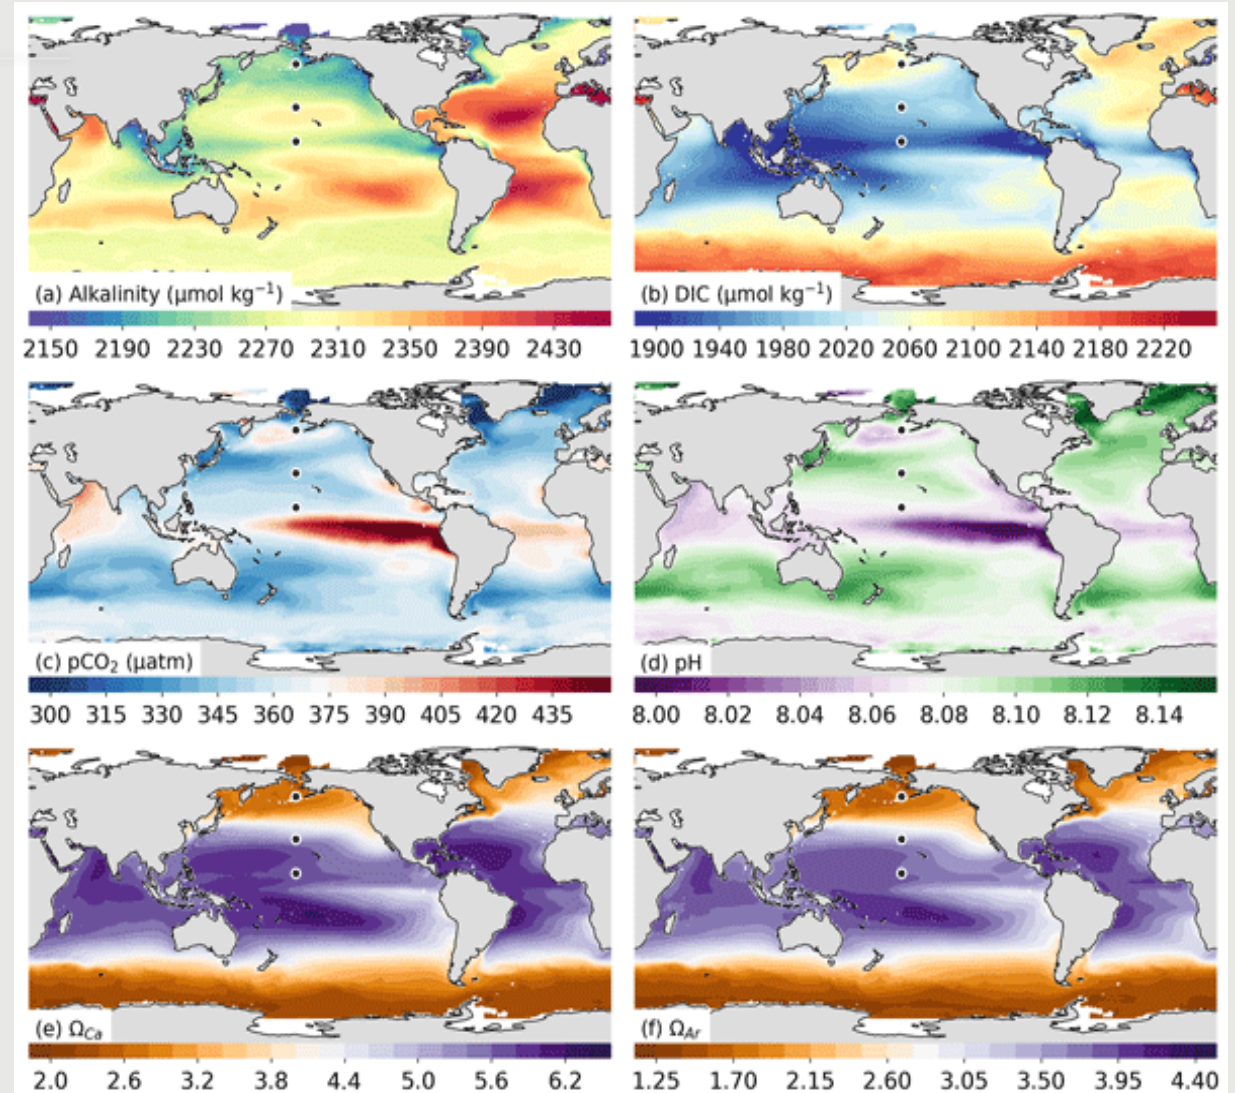 (a) Alkalinity (μmol kg⁻¹)
2150 2190 2230 2270 2310 2350 2390 2430
(b) DIC (μmol kg⁻¹)
1900 1940 1980 2020 2060 2100 2140 2180 2220
(c) pCO₂ (μatm)
300 315 330 345 360 375 390 405 420 435
(d) pH
8.00 8.02 8.04 8.06 8.08 8.10 8.12 8.14
(e) Ω_Ca
2.0 2.6 3.2 3.8 4.4 5.0 5.6 6.2
(f) Ω_Ar
1.25 1.70 2.15 2.60 3.05 3.50 3.95 4.40